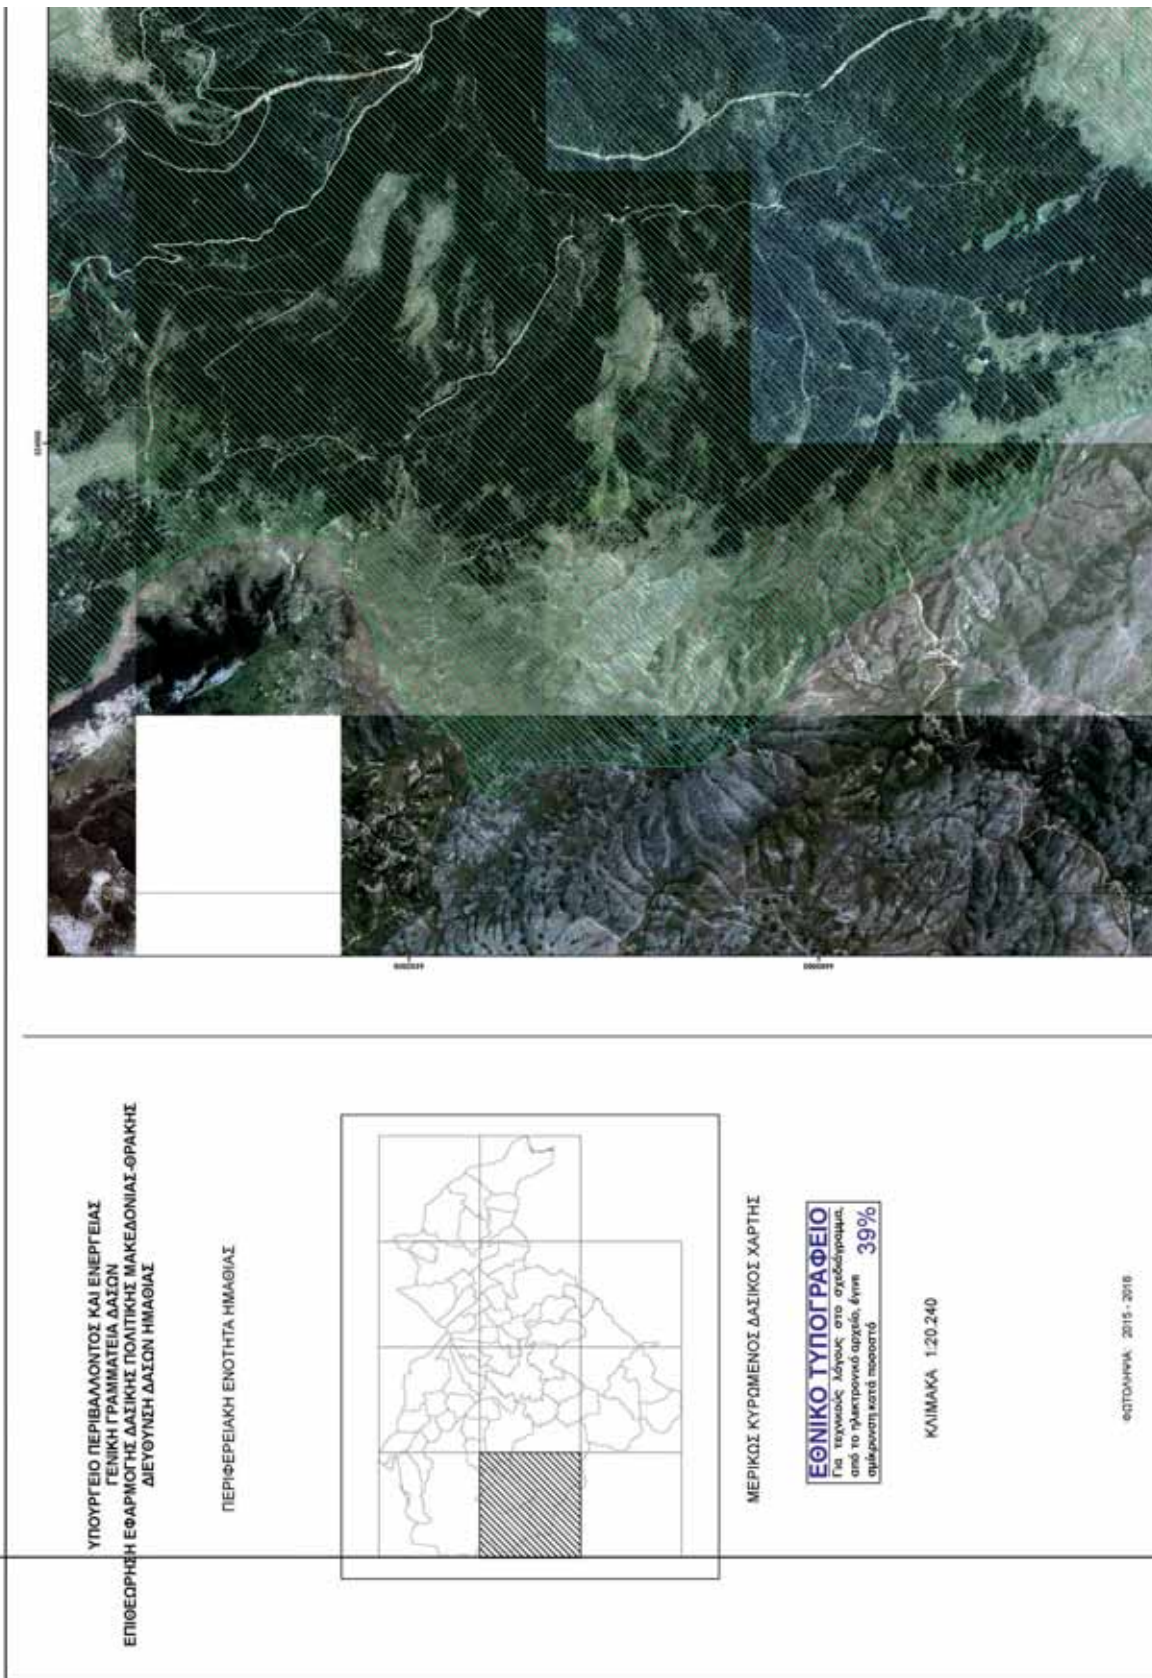 ΥΠΟΥΡΓΕΙΟ ΠΕΡΙΒΑΛΛΟΝΤΟΣ ΚΑΙ ΕΝΕΡΓΕΙΑΣ
ΓΕΝΙΚΗ ΓΡΑΜΜΑΤΕΙΑ ΔΑΣΩΝ
ΕΠΙΘΕΩΡΗΣΗ ΕΦΑΡΜΟΓΗΣ ΔΑΣΙΚΗΣ ΠΟΛΙΤΙΚΗΣ ΜΑΚΕΔΟΝΙΑΣ-ΘΡΑΚΗΣ
ΔΙΕΥΘΥΝΣΗ ΔΑΣΩΝ ΗΜΑΘΙΑΣ
ΠΕΡΙΦΕΡΕΙΑΚΗ ΕΝΟΤΗΤΑ ΗΜΑΘΙΑΣ
ΜΕΡΙΚΩΣ ΚΥΡΩΜΕΝΟΣ ΔΑΣΙΚΟΣ ΧΑΡΤΗΣ
ΕΘΝΙΚΟ ΤΥΠΟΓΡΑΦΕΙΟ
Για τεχνικούς λόγους στο σχεδιάγραμμα,
από το ηλεκτρονικό αρχείο, έγινε
σμίκρυνση κατά ποσοστό 39%
ΚΛΙΜΑΚΑ 1:20.240
ΦΩΤΟΛΗΨΙΑ 2015 - 2016